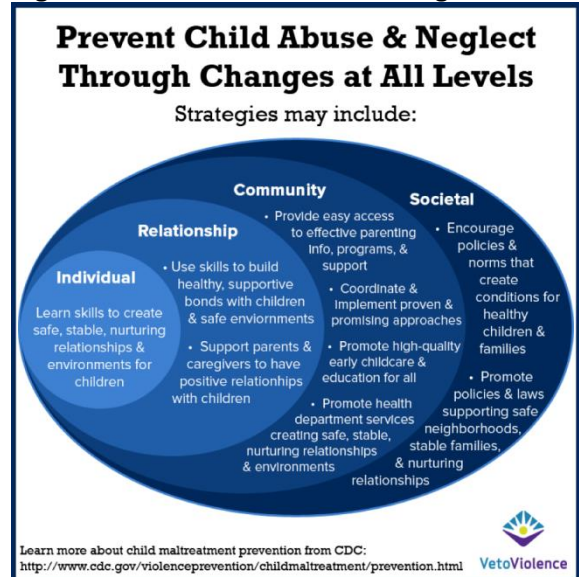 Prevent Child Abuse & Neglect
Through Changes at All Levels
Strategies may include:
Individual
Learn skills to create
safe, stable, nurturing
relationships &
environments for
children
Relationship
• Use skills to build
healthy, supportive
bonds with children
& safe enviornments
• Support parents &
caregivers to have
positive relationhips
with children
Community
• Provide easy access
to effective parenting
info, programs, &
support
• Coordinate &
implement proven &
promising approaches
• Promote high-quality
early childcare &
education for all
• Promote health
department services
creating safe, stable,
nurturing relationships
& environments
Societal
• Encourage
policies &
norms that
create
conditions for
healthy
children &
families
• Promote
policies & laws
supporting safe
neighborhoods,
stable families,
& nurturing
relationships
Learn more about child maltreatment prevention from CDC:
http://www.cdc.gov/violenceprevention/childmaltreatment/prevention.html
VetoViolence